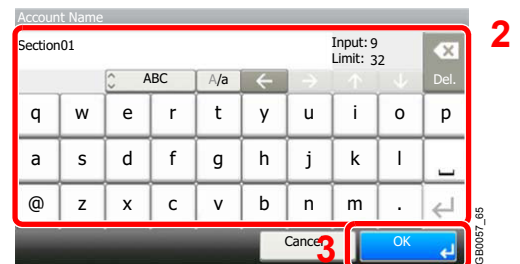 Account Name
2
Section01
Input: 9
Limit: 32
ABC
A/a
Del.
q w e r t y u i o p
a s d f g h j k l
@ z x c v b n m .
Cancel
3
OK
GB0057_65